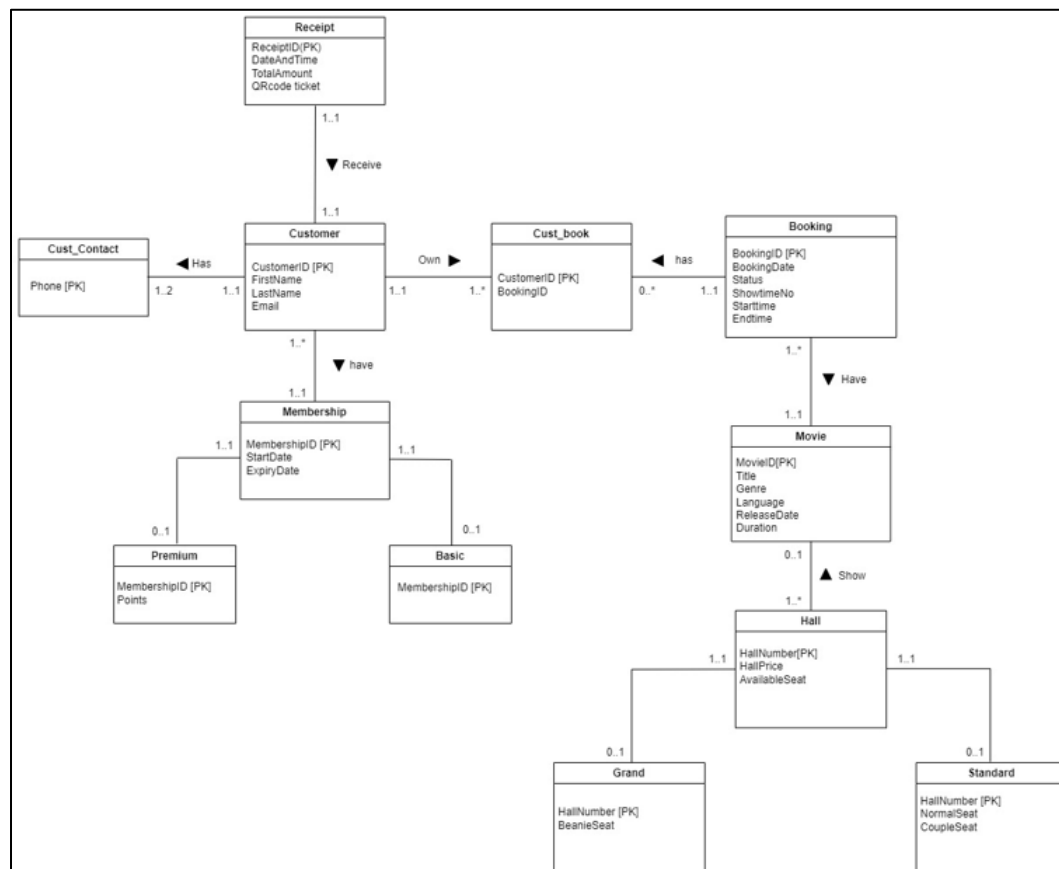 Receipt
ReceiptID(PK)
DateAndTime
TotalAmount
QRcode ticket
1..1
▼ Receive
1..1
Cust_Contact
Phone [PK]
◀ Has
1..2
1..1
Customer
CustomerID [PK]
FirstName
LastName
Email
Own ▶
1..1
1..*
Cust_book
CustomerID [PK]
BookingID
◀ has
0..*
1..1
Booking
BookingID [PK]
BookingDate
Status
ShowtimeNo
Starttime
Endtime
1..*
▼ have
1..1
1..*
▼ Have
1..1
Membership
MembershipID [PK]
StartDate
ExpiryDate
1..1
1..1
0..1
0..1
Premium
MembershipID [PK]
Points
Basic
MembershipID [PK]
Movie
MovieID[PK]
Title
Genre
Language
ReleaseDate
Duration
0..1
▲ Show
1..*
Hall
HallNumber[PK]
HallPrice
AvailableSeat
1..1
1..1
0..1
0..1
Grand
HallNumber [PK]
BeanieSeat
Standard
HallNumber [PK]
NormalSeat
CoupleSeat